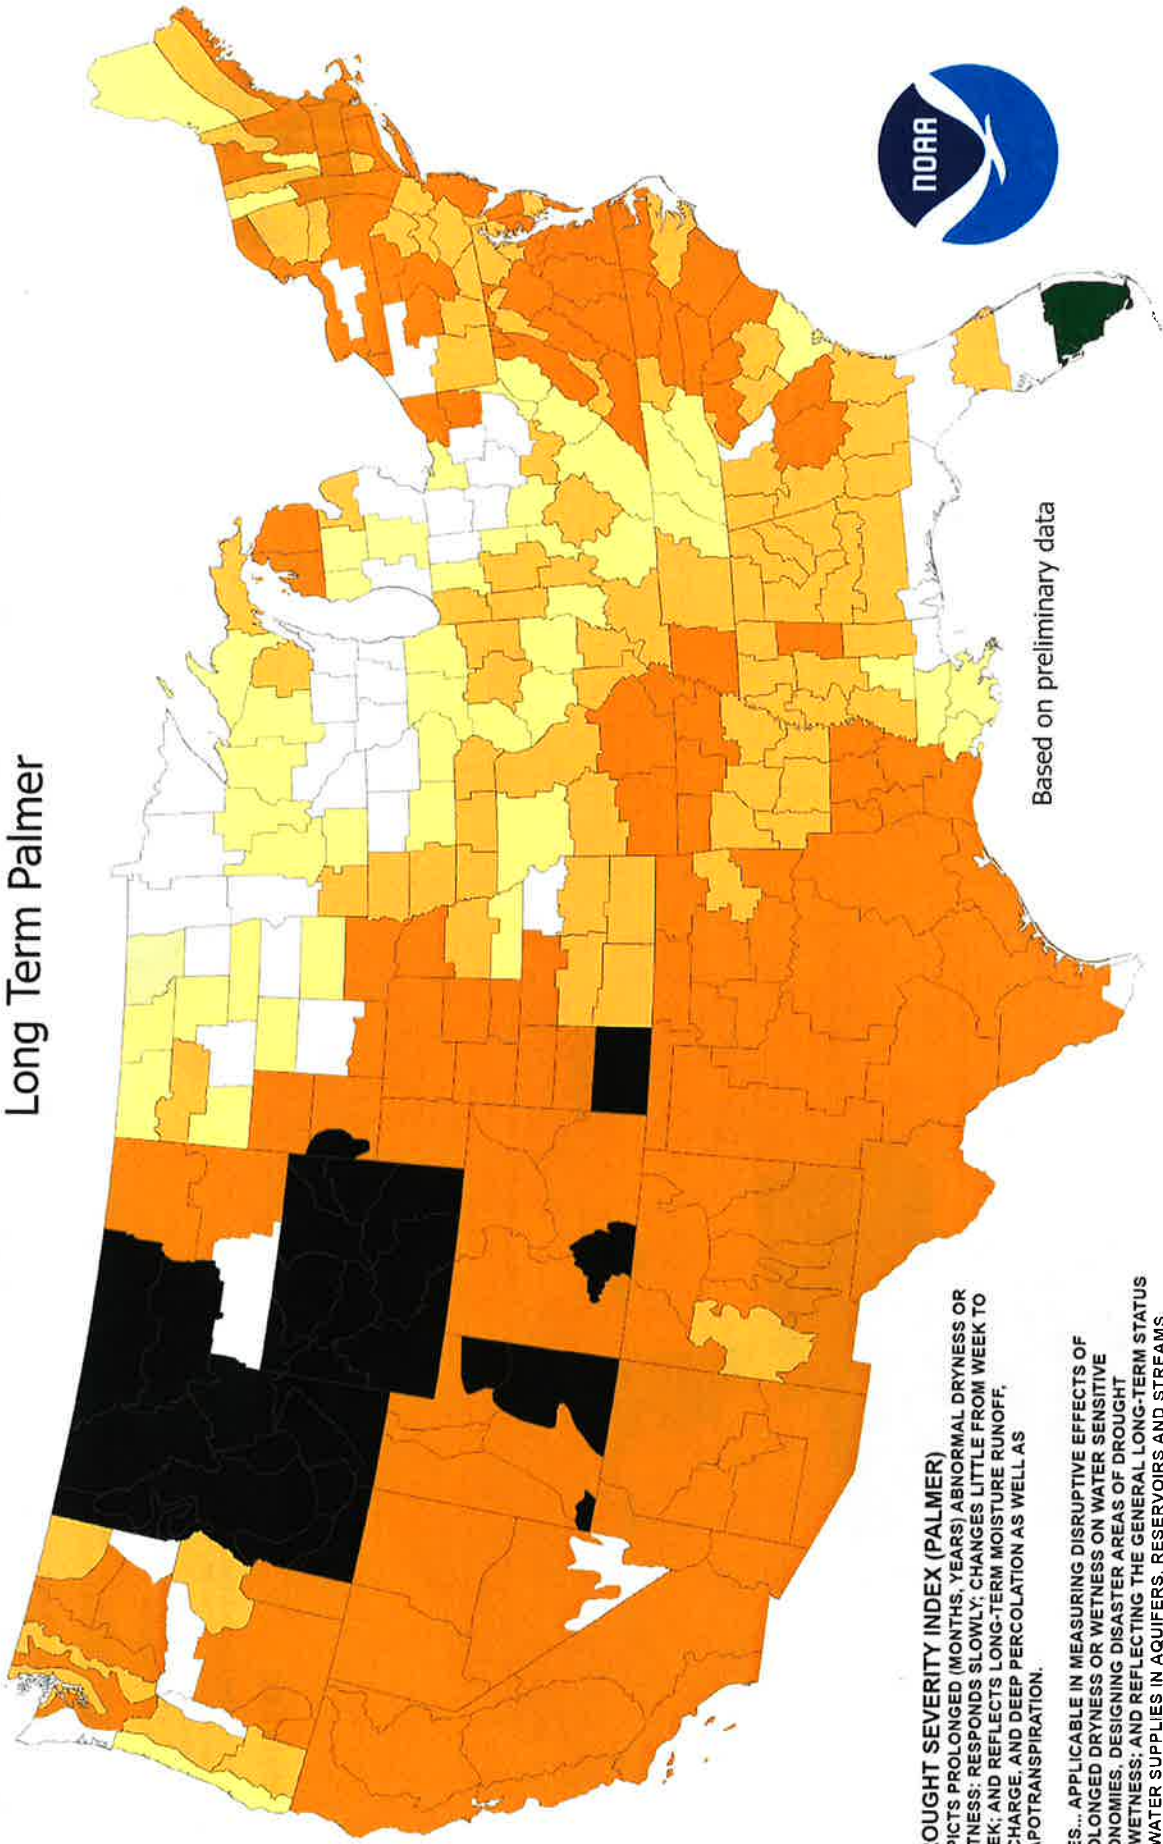 Long Term Palmer
NOAA
Based on preliminary data
OUGHT SEVERITY INDEX (PALMER)
ICTS PROLONGED (MONTHS, YEARS) ABNORMAL DRYNESS OR
TNESS: RESPONDS SLOWLY; CHANGES LITTLE FROM WEEK TO
EK; AND REFLECTS LONG-TERM MOISTURE RUNOFF,
CHARGE, AND DEEP PERCOLATION AS WELL AS
POTRANSPIRATION.
ES... APPLICABLE IN MEASURING DISRUPTIVE EFFECTS OF
LONGED DRYNESS OR WETNESS ON WATER SENSITIVE
ONOMIES, DESIGNING DISASTER AREAS OF DROUGHT
WETNESS; AND REFLECTING THE GENERAL LONG-TERM STATUS
WATER SUPPLIES IN AQUIFERS, RESERVOIRS AND STREAMS